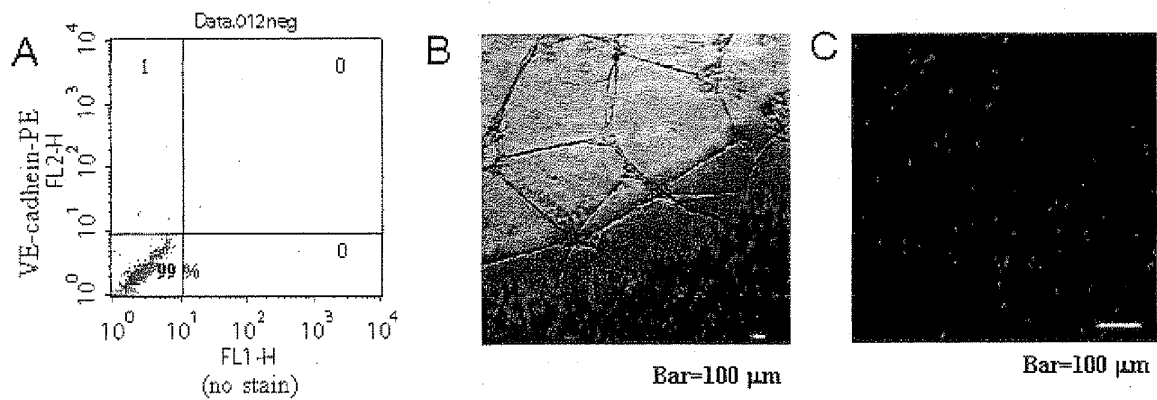 A
Data.012neg
VE-cadhein-PE
FL2-H
10^4
10^3
10^2
10^1
10^0
1
0
99 %
0
10^0
10^1
10^2
10^3
10^4
FL1-H
(no stain)
B
Bar=100 μm
C
Bar=100 μm